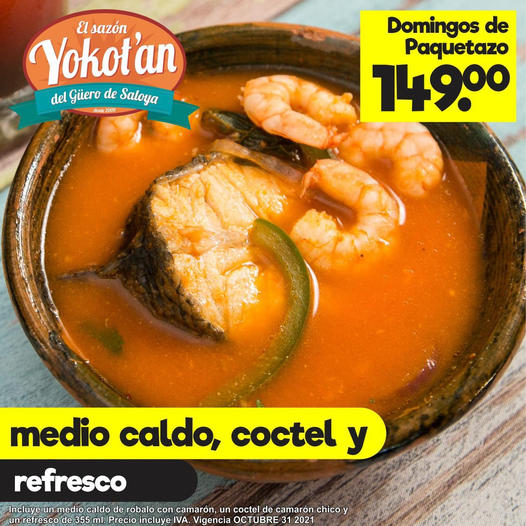 El sazón
Yokot'an
del Güero de Saloya
desde 2009
Domingos de
Paquetazo
149.00
medio caldo, coctel y
refresco
Incluye un medio caldo de robalo con camarón, un coctel de camarón chico y
un refresco de 355 ml. Precio incluye IVA. Vigencia OCTUBRE 31 2021